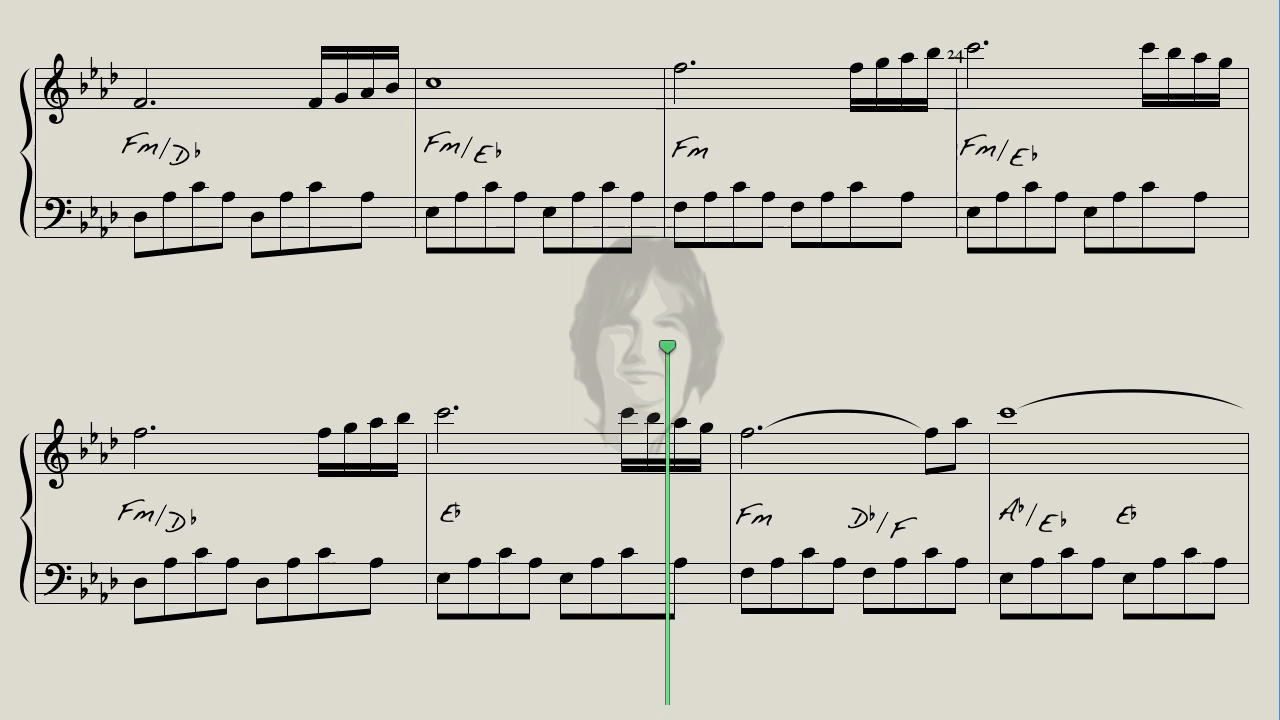 24
Fm/D♭ Fm/E♭ Fm Fm/E♭
Fm/D♭ E♭ Fm D♭/F A♭/E♭ E♭